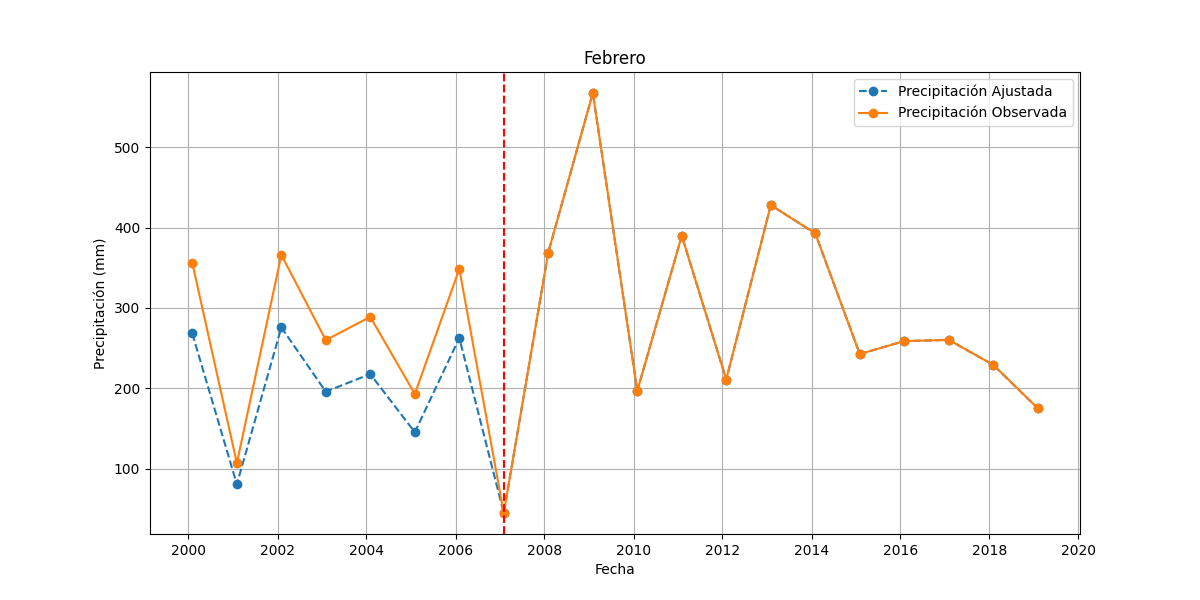 Febrero
Precipitación Ajustada
Precipitación Observada
Precipitación (mm)
500
400
300
200
100
2000 2002 2004 2006 2008 2010 2012 2014 2016 2018 2020
Fecha